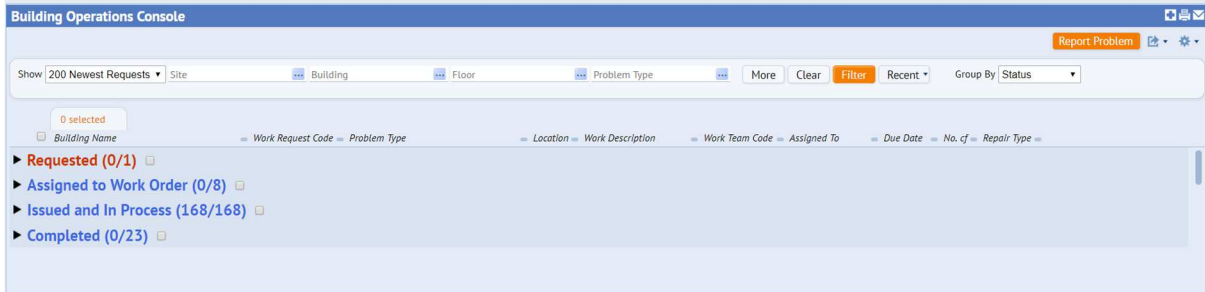 Building Operations Console
Report Problem
Show 200 Newest Requests Site ... Building ... Floor ... Problem Type ... More Clear Filter Recent Group By Status
0 selected
Building Name Work Request Code Problem Type Location Work Description Work Team Code Assigned To Due Date No. cf Repair Type
Requested (0/1)
Assigned to Work Order (0/8)
Issued and In Process (168/168)
Completed (0/23)